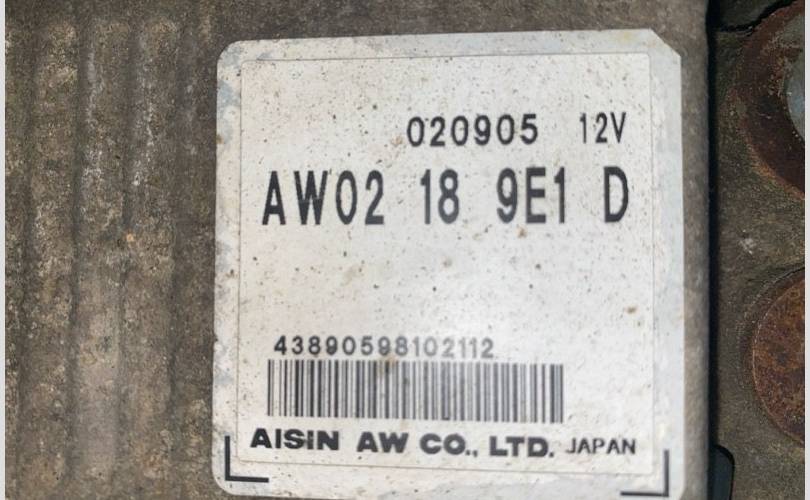 020905 12V
AW02 18 9E1 D
43890598102112
AISIN AW CO., LTD. JAPAN